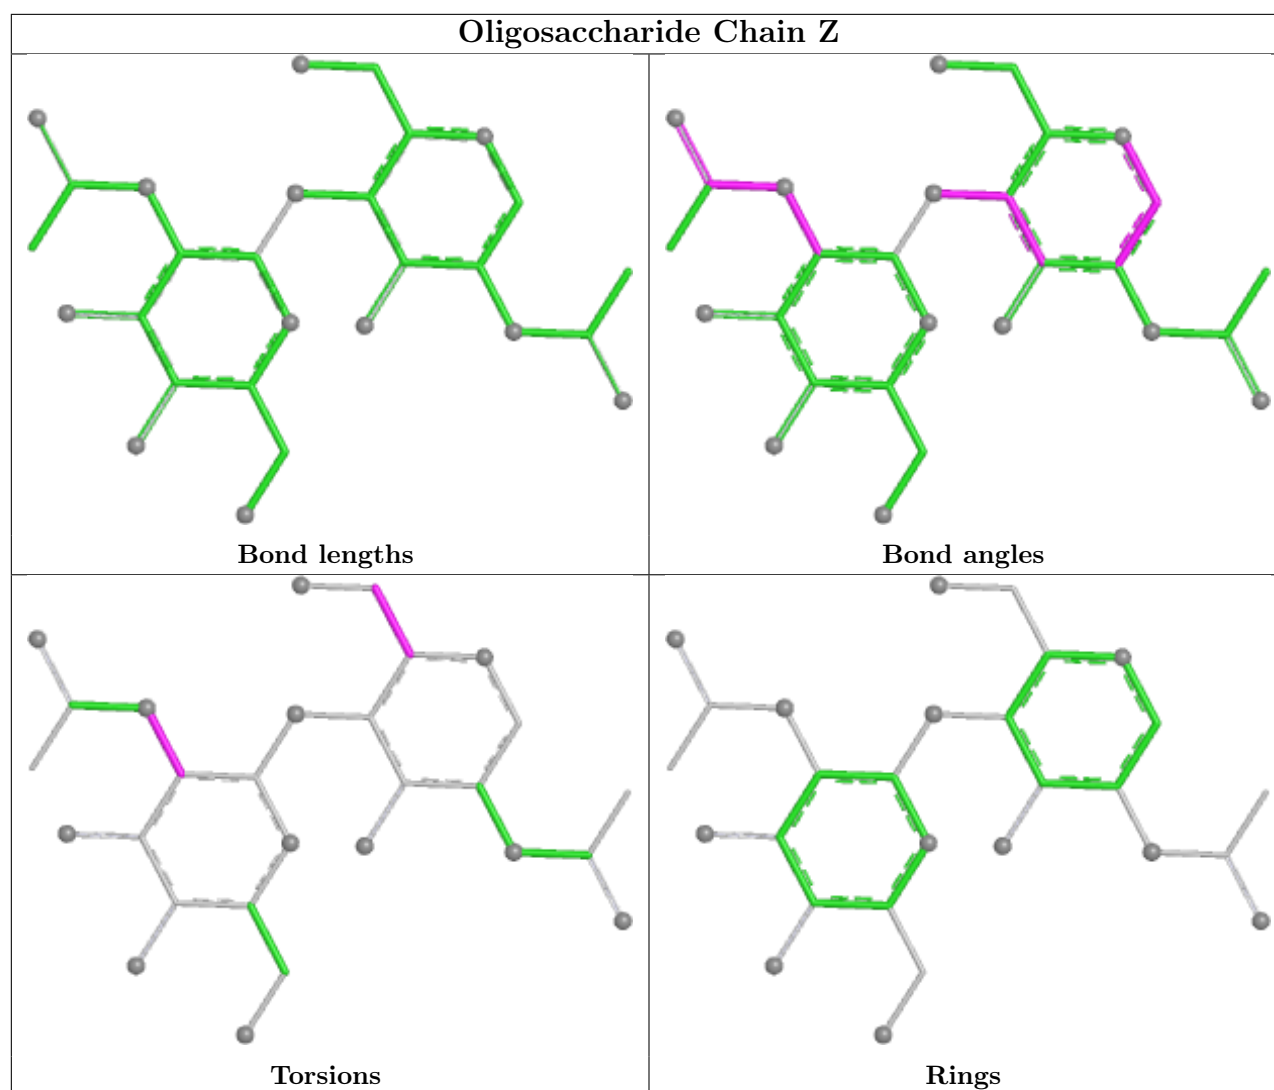 Oligosaccharide Chain Z
Bond lengths
Bond angles
Torsions
Rings